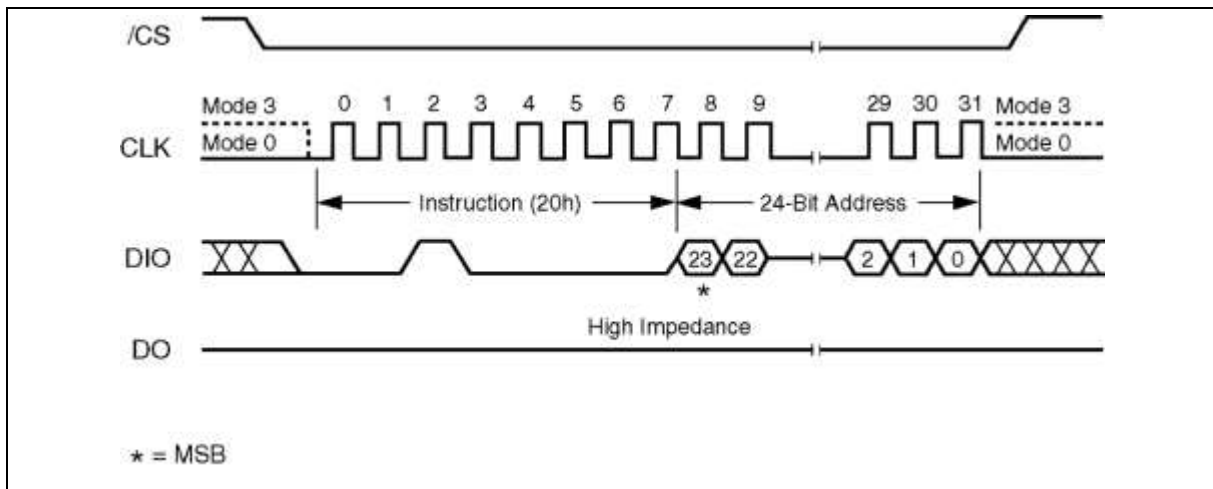 /CS
Mode 3 0 1 2 3 4 5 6 7 8 9 29 30 31 Mode 3
CLK Mode 0 Mode 0
Instruction (20h) 24-Bit Address
DIO 23 22 2 1 0
*
High Impedance
DO
* = MSB